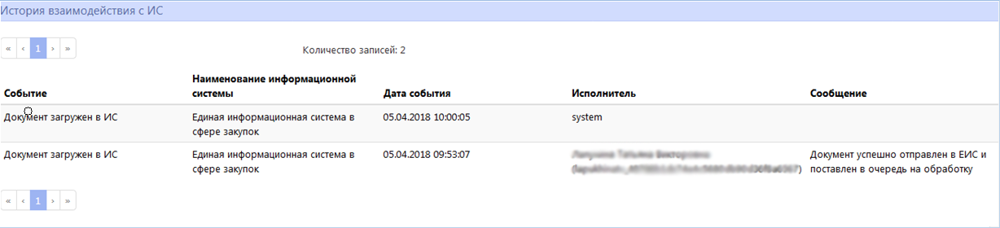 История взаимодействия с ИС
« ‹ 1 › »
Количество записей: 2
Событие
Наименование информационной
системы
Дата события
Исполнитель
Сообщение
Документ загружен в ИС
Единая информационная система в
сфере закупок
05.04.2018 10:00:05
system
Документ загружен в ИС
Единая информационная система в
сфере закупок
05.04.2018 09:53:07
Документ успешно отправлен в ЕИС и
поставлен в очередь на обработку
« ‹ 1 › »